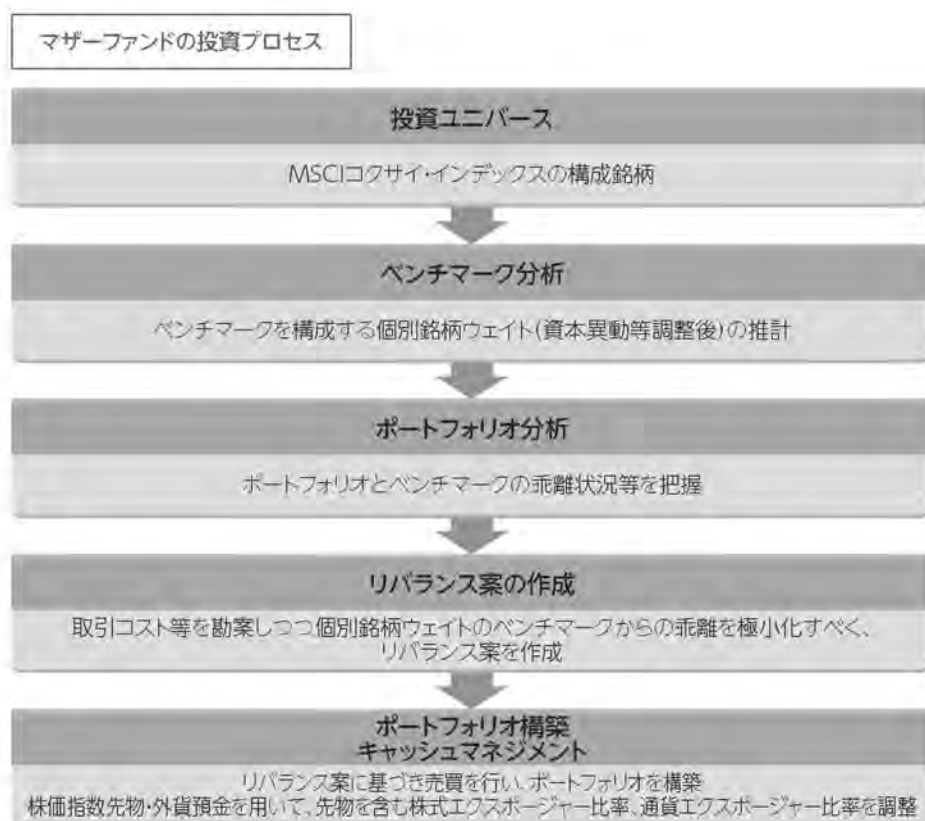 マザーファンドの投資プロセス
投資ユニバース
MSCIコクサイ・インデックスの構成銘柄
ベンチマーク分析
ベンチマークを構成する個別銘柄ウェイト(資本異動等調整後)の推計
ポートフォリオ分析
ポートフォリオとベンチマークの乖離状況等を把握
リバランス案の作成
取引コスト等を勘案しつつ個別銘柄ウェイトのベンチマークからの乖離を極小化すべく、
リバランス案を作成
ポートフォリオ構築
キャッシュマネジメント
リバランス案に基づき売買を行い、ポートフォリオを構築
株価指数先物・外貨預金を用いて、先物を含む株式エクスポージャー比率、通貨エクスポージャー比率を調整